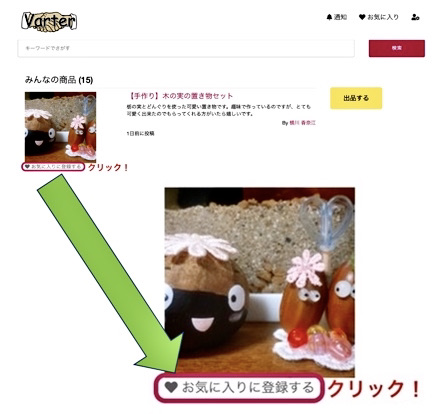 Varter
通知 お気に入り
キーワードでさがす 検索
みんなの商品 (15)
【手作り】木の実の置き物セット
栃の実とどんぐりを使った可愛い置き物です。趣味で作っているのですが、とても
可愛く出来たのでもらってくれる方がいたら嬉しいです。
出品する
By 横川 香奈江
1日前に投稿
お気に入りに登録する クリック！
お気に入りに登録する クリック！